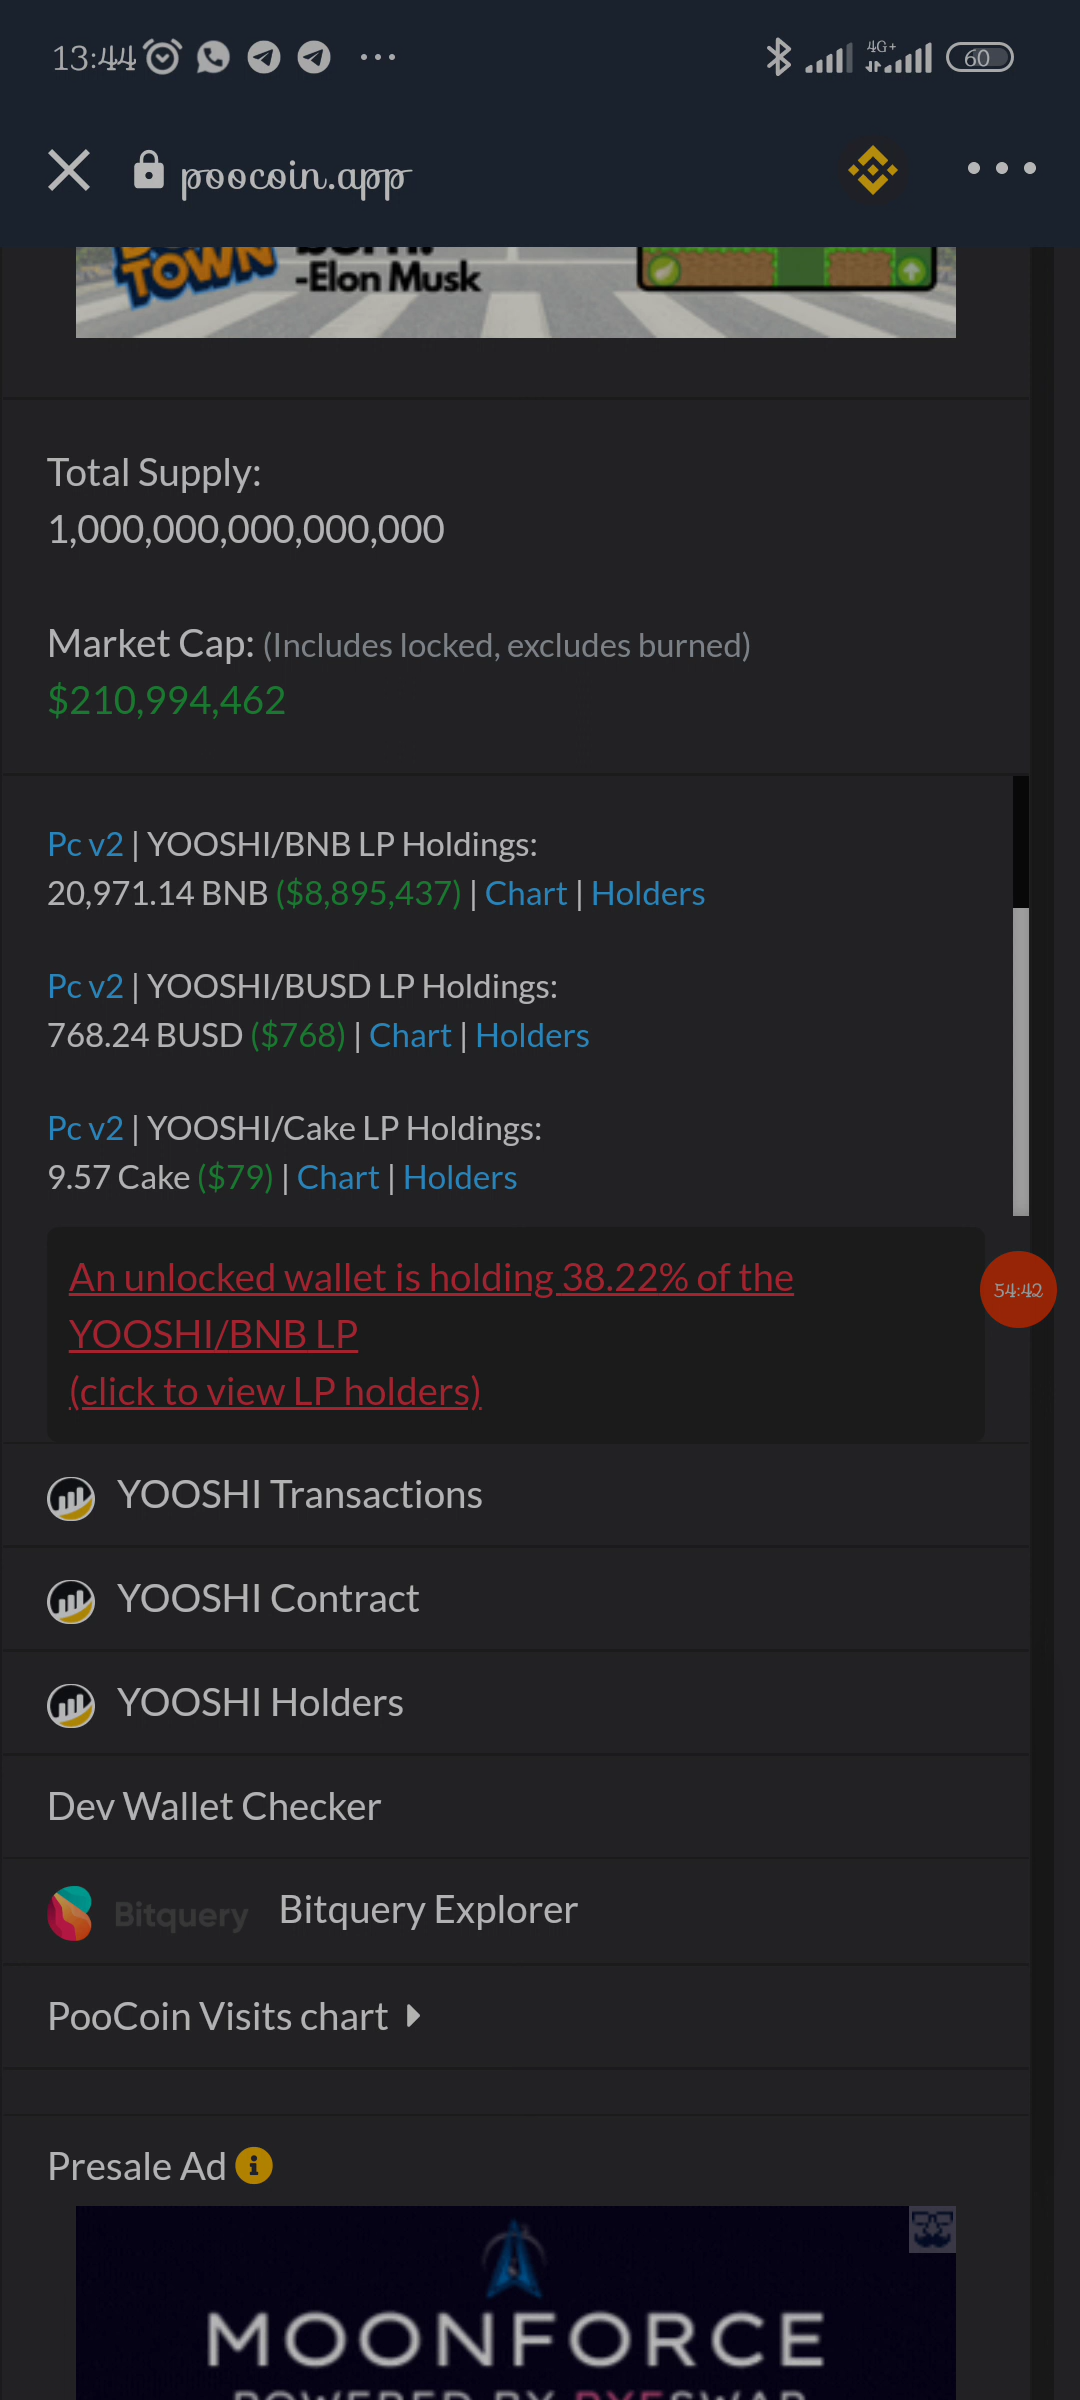 13:44
4G+
60
poocoin.app
TOWN
-Elon Musk
Total Supply:
1,000,000,000,000,000
Market Cap: (Includes locked, excludes burned)
$210,994,462
Pc v2 | YOOSHI/BNB LP Holdings:
20,971.14 BNB ($8,895,437) | Chart | Holders
Pc v2 | YOOSHI/BUSD LP Holdings:
768.24 BUSD ($768) | Chart | Holders
Pc v2 | YOOSHI/Cake LP Holdings:
9.57 Cake ($79) | Chart | Holders
An unlocked wallet is holding 38.22% of the
YOOSHI/BNB LP
(click to view LP holders)
54:42
YOOSHI Transactions
YOOSHI Contract
YOOSHI Holders
Dev Wallet Checker
Bitquery Bitquery Explorer
PooCoin Visits chart
Presale Ad
MOONFORCE
POWERED BY